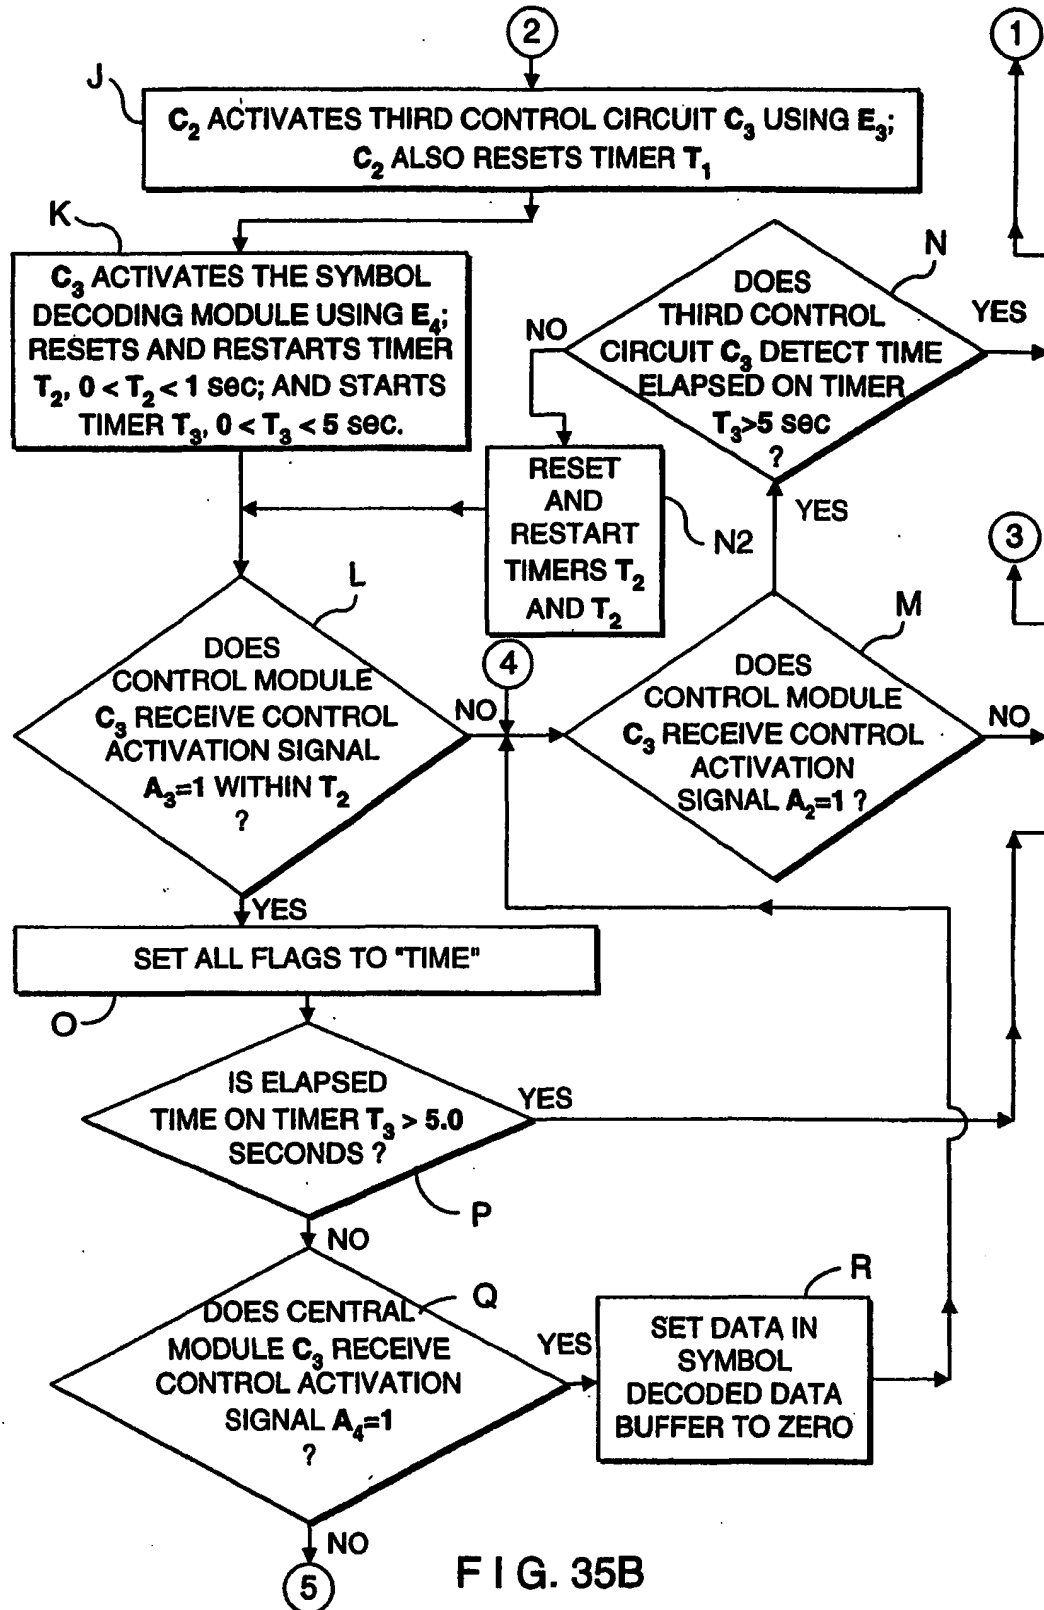 2
1
J
C2 ACTIVATES THIRD CONTROL CIRCUIT C3 USING E3;
C2 ALSO RESETS TIMER T1
K
C3 ACTIVATES THE SYMBOL
DECODING MODULE USING E4;
RESETS AND RESTARTS TIMER
T2, 0 < T2 < 1 sec; AND STARTS
TIMER T3, 0 < T3 < 5 sec.
N
DOES
THIRD CONTROL
CIRCUIT C3 DETECT TIME
ELAPSED ON TIMER
T3>5 sec
?
NO
YES
YES
RESET
AND
RESTART
TIMERS T2
AND T2
N2
3
L
DOES
CONTROL MODULE
C3 RECEIVE CONTROL
ACTIVATION SIGNAL
A3=1 WITHIN T2
?
NO
4
M
DOES
CONTROL MODULE
C3 RECEIVE CONTROL
ACTIVATION
SIGNAL A2=1 ?
NO
YES
SET ALL FLAGS TO "TIME"
O
IS ELAPSED
TIME ON TIMER T3 > 5.0
SECONDS ?
YES
P
NO
DOES CENTRAL
MODULE C3 RECEIVE
CONTROL ACTIVATION
SIGNAL A4=1
?
Q
YES
R
SET DATA IN
SYMBOL
DECODED DATA
BUFFER TO ZERO
NO
5
FIG. 35B